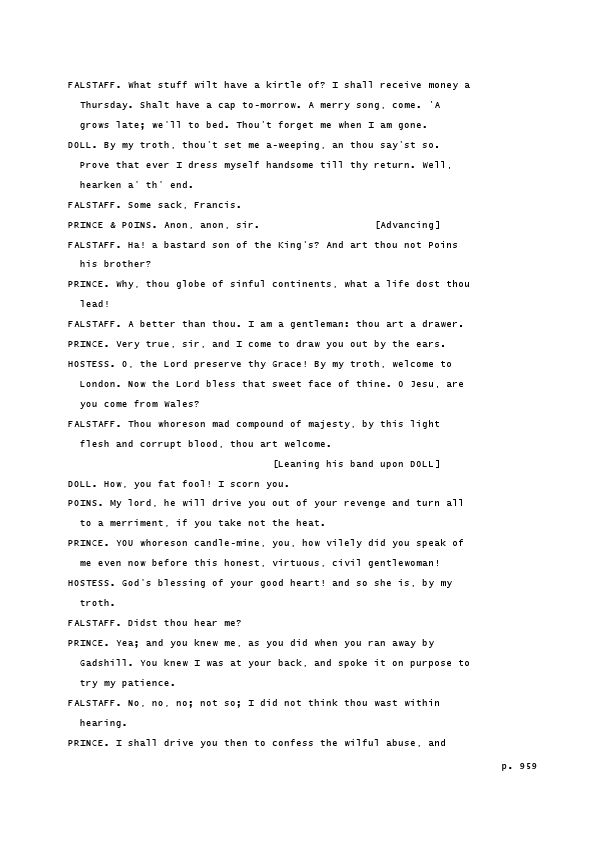 FALSTAFF. What stuff wilt have a kirtle of? I shall receive money a
Thursday. Shalt have a cap to-morrow. A merry song, come. 'A
grows late; we'll to bed. Thou't forget me when I am gone.
DOLL. By my troth, thou't set me a-weeping, an thou say'st so.
Prove that ever I dress myself handsome till thy return. Well,
hearken a' th' end.
FALSTAFF. Some sack, Francis.
PRINCE & POINS. Anon, anon, sir. [Advancing]
FALSTAFF. Ha! a bastard son of the King's? And art thou not Poins
his brother?
PRINCE. Why, thou globe of sinful continents, what a life dost thou
lead!
FALSTAFF. A better than thou. I am a gentleman: thou art a drawer.
PRINCE. Very true, sir, and I come to draw you out by the ears.
HOSTESS. O, the Lord preserve thy Grace! By my troth, welcome to
London. Now the Lord bless that sweet face of thine. O Jesu, are
you come from Wales?
FALSTAFF. Thou whoreson mad compound of majesty, by this light
flesh and corrupt blood, thou art welcome.
[Leaning his band upon DOLL]
DOLL. How, you fat fool! I scorn you.
POINS. My lord, he will drive you out of your revenge and turn all
to a merriment, if you take not the heat.
PRINCE. YOU whoreson candle-mine, you, how vilely did you speak of
me even now before this honest, virtuous, civil gentlewoman!
HOSTESS. God's blessing of your good heart! and so she is, by my
troth.
FALSTAFF. Didst thou hear me?
PRINCE. Yea; and you knew me, as you did when you ran away by
Gadshill. You knew I was at your back, and spoke it on purpose to
try my patience.
FALSTAFF. No, no, no; not so; I did not think thou wast within
hearing.
PRINCE. I shall drive you then to confess the wilful abuse, and
p. 959